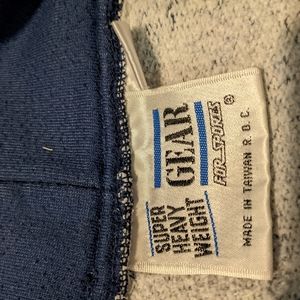 SUPER
HEAVY
WEIGHT
GEAR
FOR SPORTS ®
MADE IN TAIWAN R.O.C.